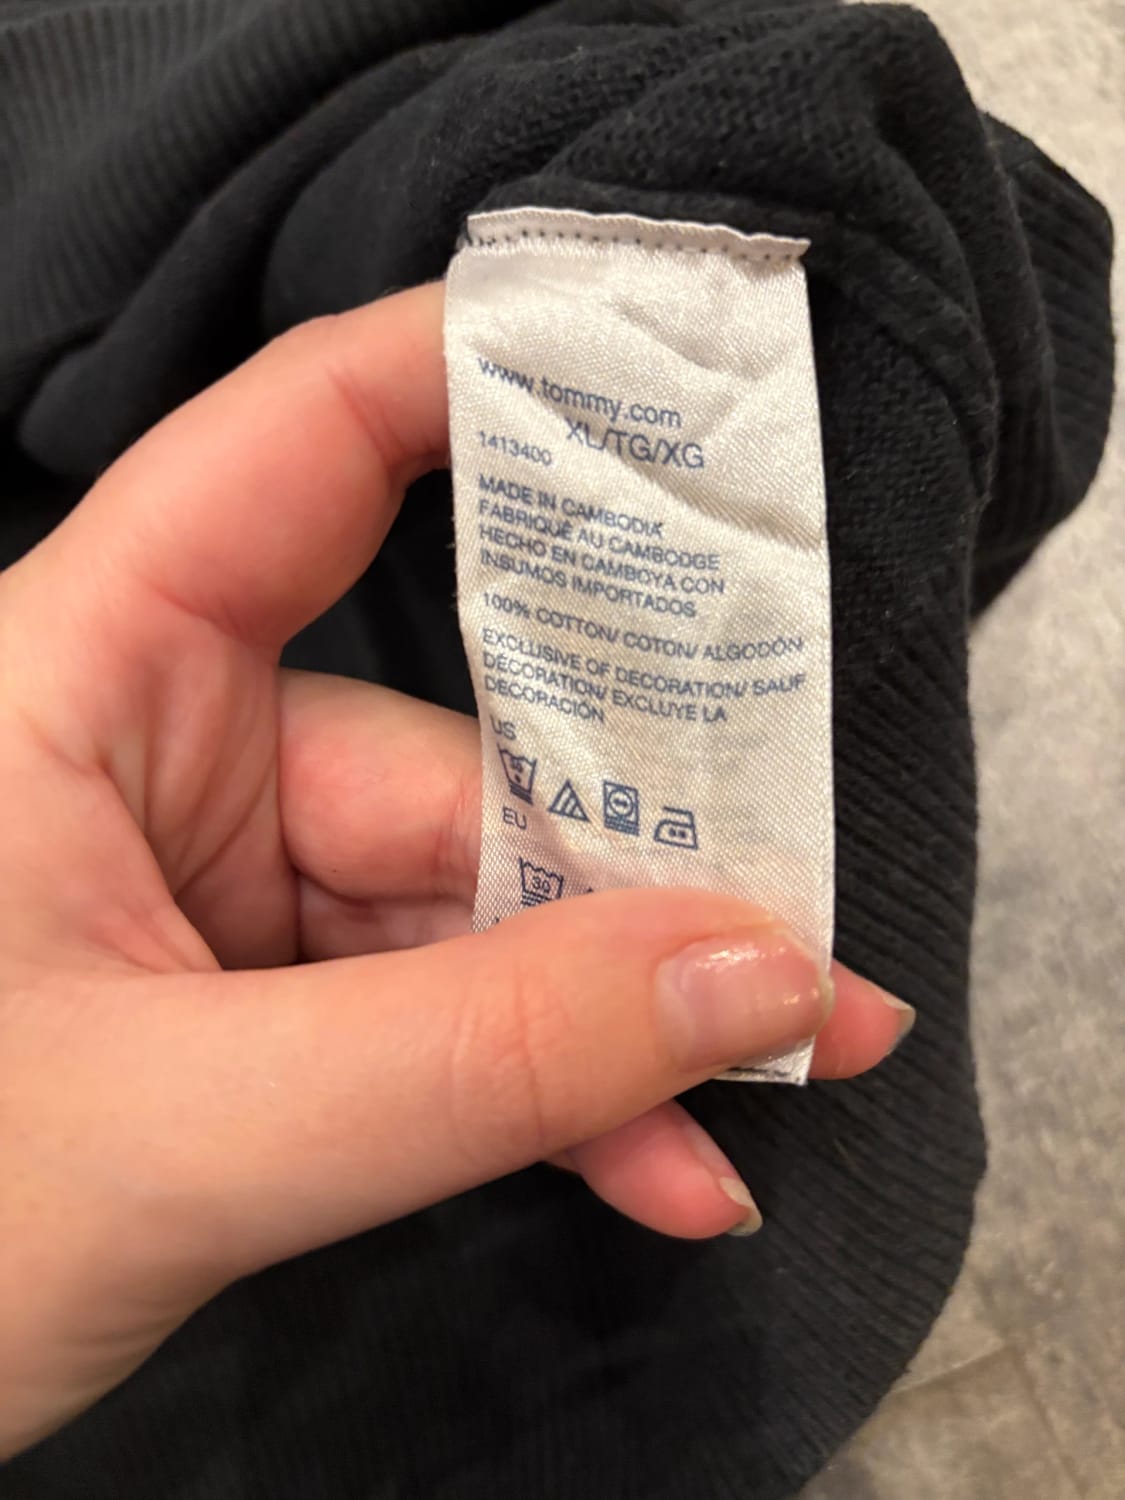 www.tommy.com
XL/TG/XG
1413400
MADE IN CAMBODIA
FABRIQUÉ AU CAMBODGE
HECHO EN CAMBOYA CON
INSUMOS IMPORTADOS
100% COTTON/ COTON/ ALGODÓN
EXCLUSIVE OF DECORATION/ SAUF
DÉCORATION/ EXCLUYE LA
DECORACIÓN
US
EU
30